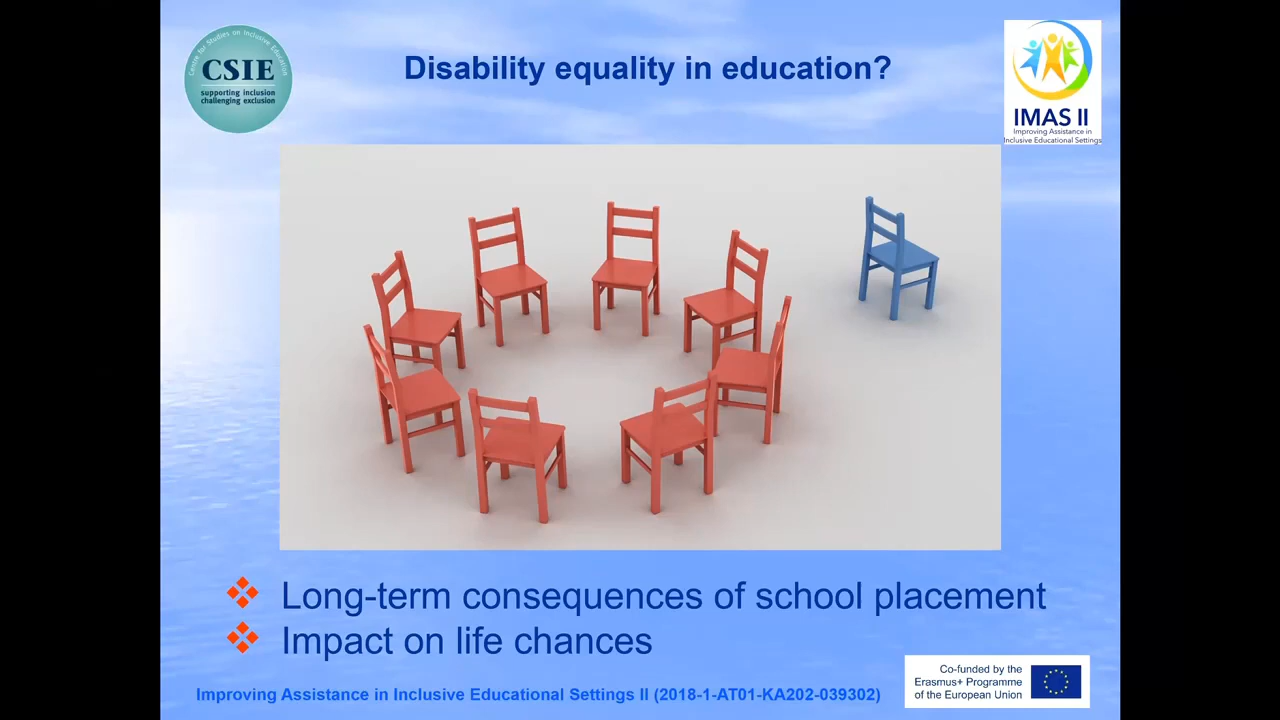 Centre for Studies on Inclusive Education
CSIE
supporting inclusion
challenging exclusion
Disability equality in education?
IMAS II
Improving Assistance in
Inclusive Educational Settings
Long-term consequences of school placement
Impact on life chances
Improving Assistance in Inclusive Educational Settings II (2018-1-AT01-KA202-039302)
Co-funded by the
Erasmus+ Programme
of the European Union